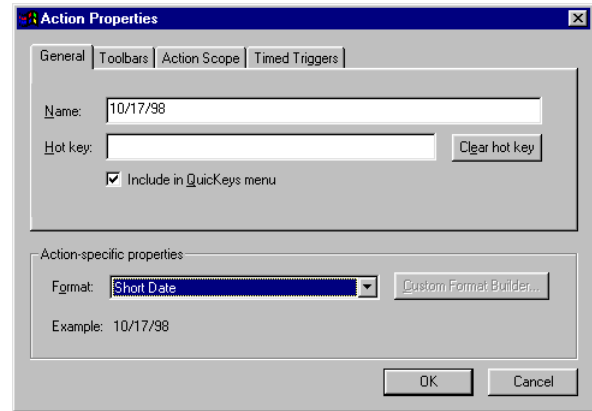 Action Properties
General Toolbars Action Scope Timed Triggers
Name: 10/17/98
Hot key: Clear hot key
Include in QuicKeys menu
Action-specific properties
Format: Short Date Custom Format Builder...
Example: 10/17/98
OK Cancel